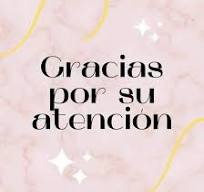 Gracias
por su
atención